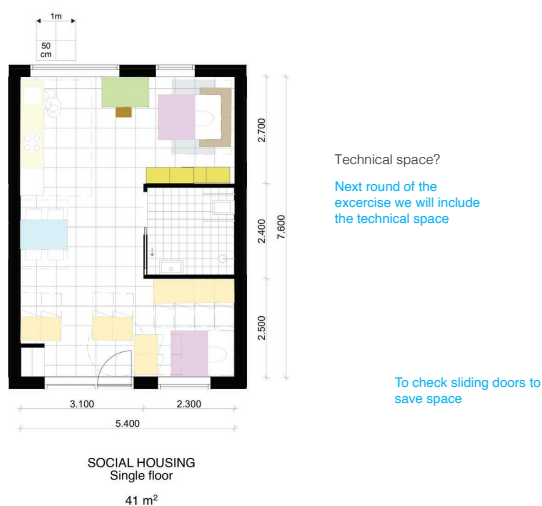 1m
50
cm
2.700
2.400
7.600
2.500
Technical space?
Next round of the
excercise we will include
the technical space
To check sliding doors to
save space
3.100
2.300
5.400
SOCIAL HOUSING
Single floor
41 m²